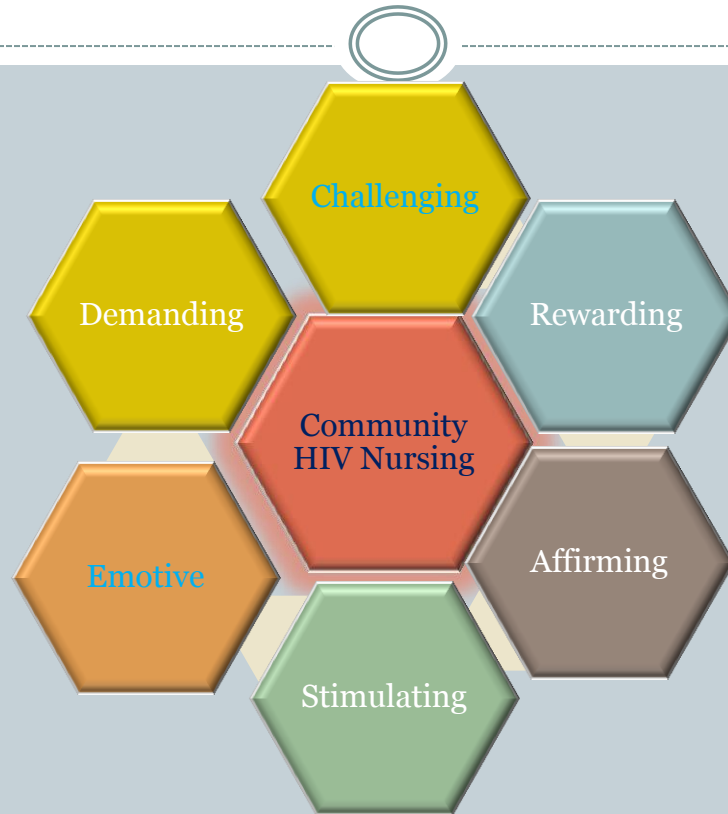 Challenging
Demanding
Rewarding
Community
HIV Nursing
Affirming
Emotive
Stimulating